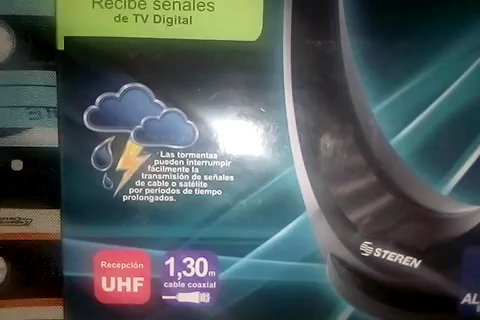 Recibe señales
de TV Digital
*Las tormentas
pueden interrumpir
fácilmente la
transmisión de señales
de cable o satélite
por periodos de tiempo
prolongados.
STEREN
Recepción
UHF
1,30m
cable coaxial
AL